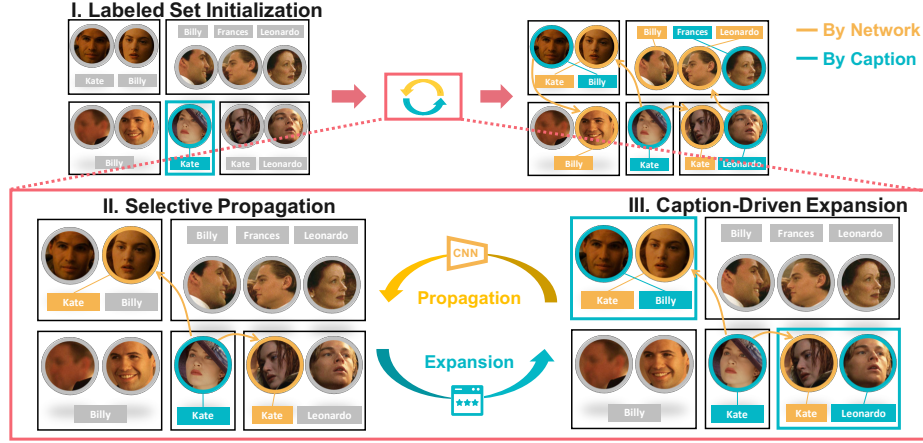 I. Labeled Set Initialization
Billy Frances Leonardo
Kate Billy
Billy Kate Kate Leonardo
Billy Frances Leonardo
Kate Billy
Billy Kate Kate Leonardo
By Network
By Caption
II. Selective Propagation
Billy Frances Leonardo
Kate Billy
Billy Kate Kate Leonardo
CNN
Propagation
Expansion
III. Caption-Driven Expansion
Billy Frances Leonardo
Kate Billy
Billy Kate Kate Leonardo